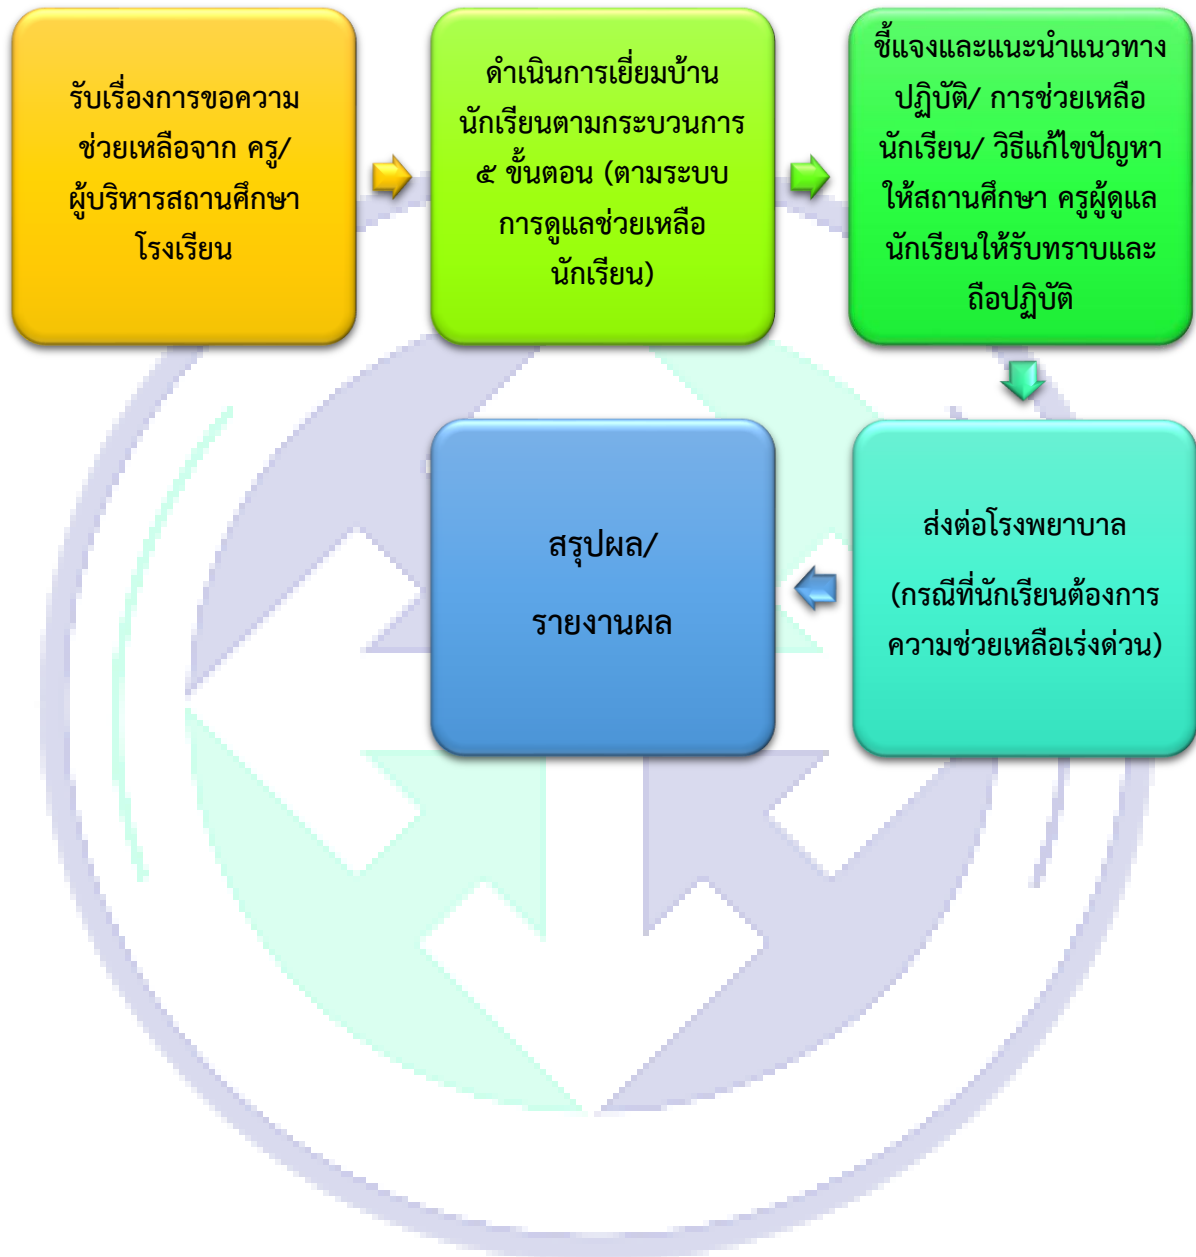 รับเรื่องการขอความ
ช่วยเหลือจาก ครู/
ผู้บริหารสถานศึกษา
โรงเรียน
ดำเนินการเยี่ยมบ้าน
นักเรียนตามกระบวนการ
๕ ขั้นตอน (ตามระบบ
การดูแลช่วยเหลือ
นักเรียน)
ชี้แจงและแนะนำแนวทาง
ปฏิบัติ/ การช่วยเหลือ
นักเรียน/ วิธีแก้ไขปัญหา
ให้สถานศึกษา ครูผู้ดูแล
นักเรียนให้รับทราบและ
ถือปฏิบัติ
ส่งต่อโรงพยาบาล
(กรณีที่นักเรียนต้องการ
ความช่วยเหลือเร่งด่วน)
สรุปผล/
รายงานผล